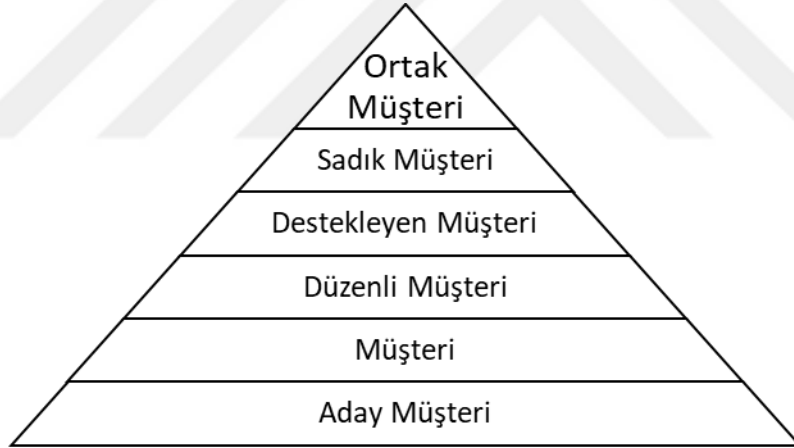 Ortak
Müşteri
Sadık Müşteri
Destekleyen Müşteri
Düzenli Müşteri
Müşteri
Aday Müşteri